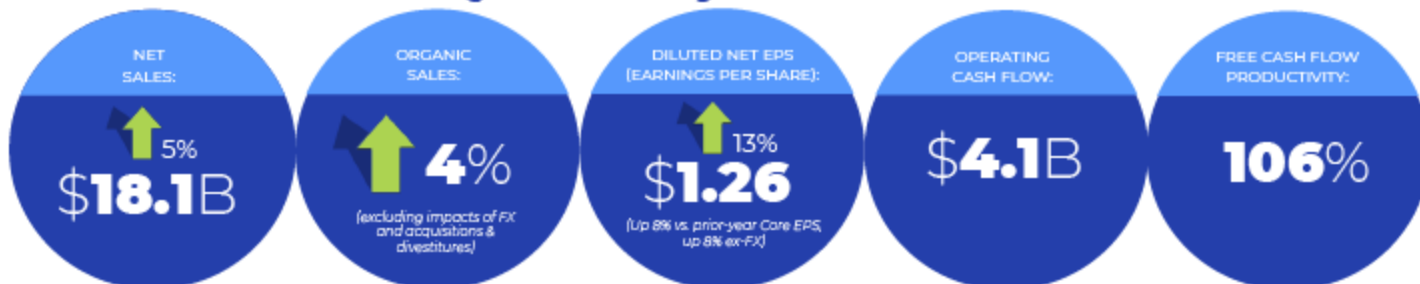 NET
SALES:
5%
$18.1B
ORGANIC
SALES:
4%
(excluding impacts of FX
and acquisitions &
divestitures)
DILUTED NET EPS
(EARNINGS PER SHARE):
13%
$1.26
(Up 8% vs. prior-year Core EPS,
up 8% ex-FX)
OPERATING
CASH FLOW:
$4.1B
FREE CASH FLOW
PRODUCTIVITY:
106%